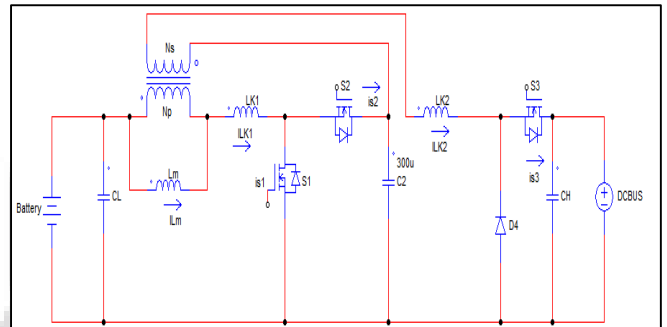 Ns
Np
Lm
ILm
LK1
ILK1
S2
is2
is1
S1
300u
C2
LK2
ILK2
S3
is3
D4
CH
DCBUS
Battery
CL